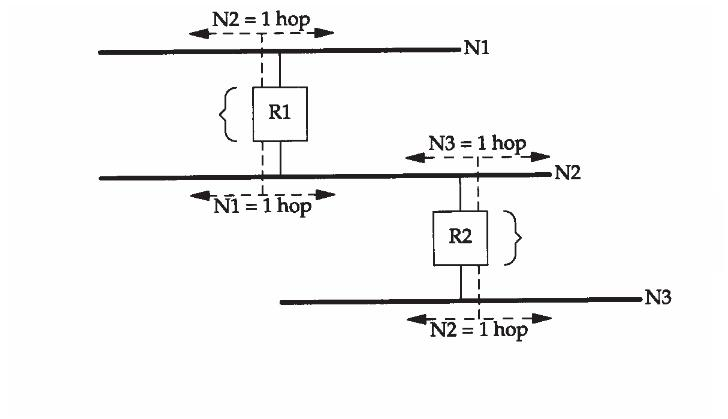 N2 = 1 hop
N1
R1
N3 = 1 hop
N2
N1 = 1 hop
R2
N3
N2 = 1 hop